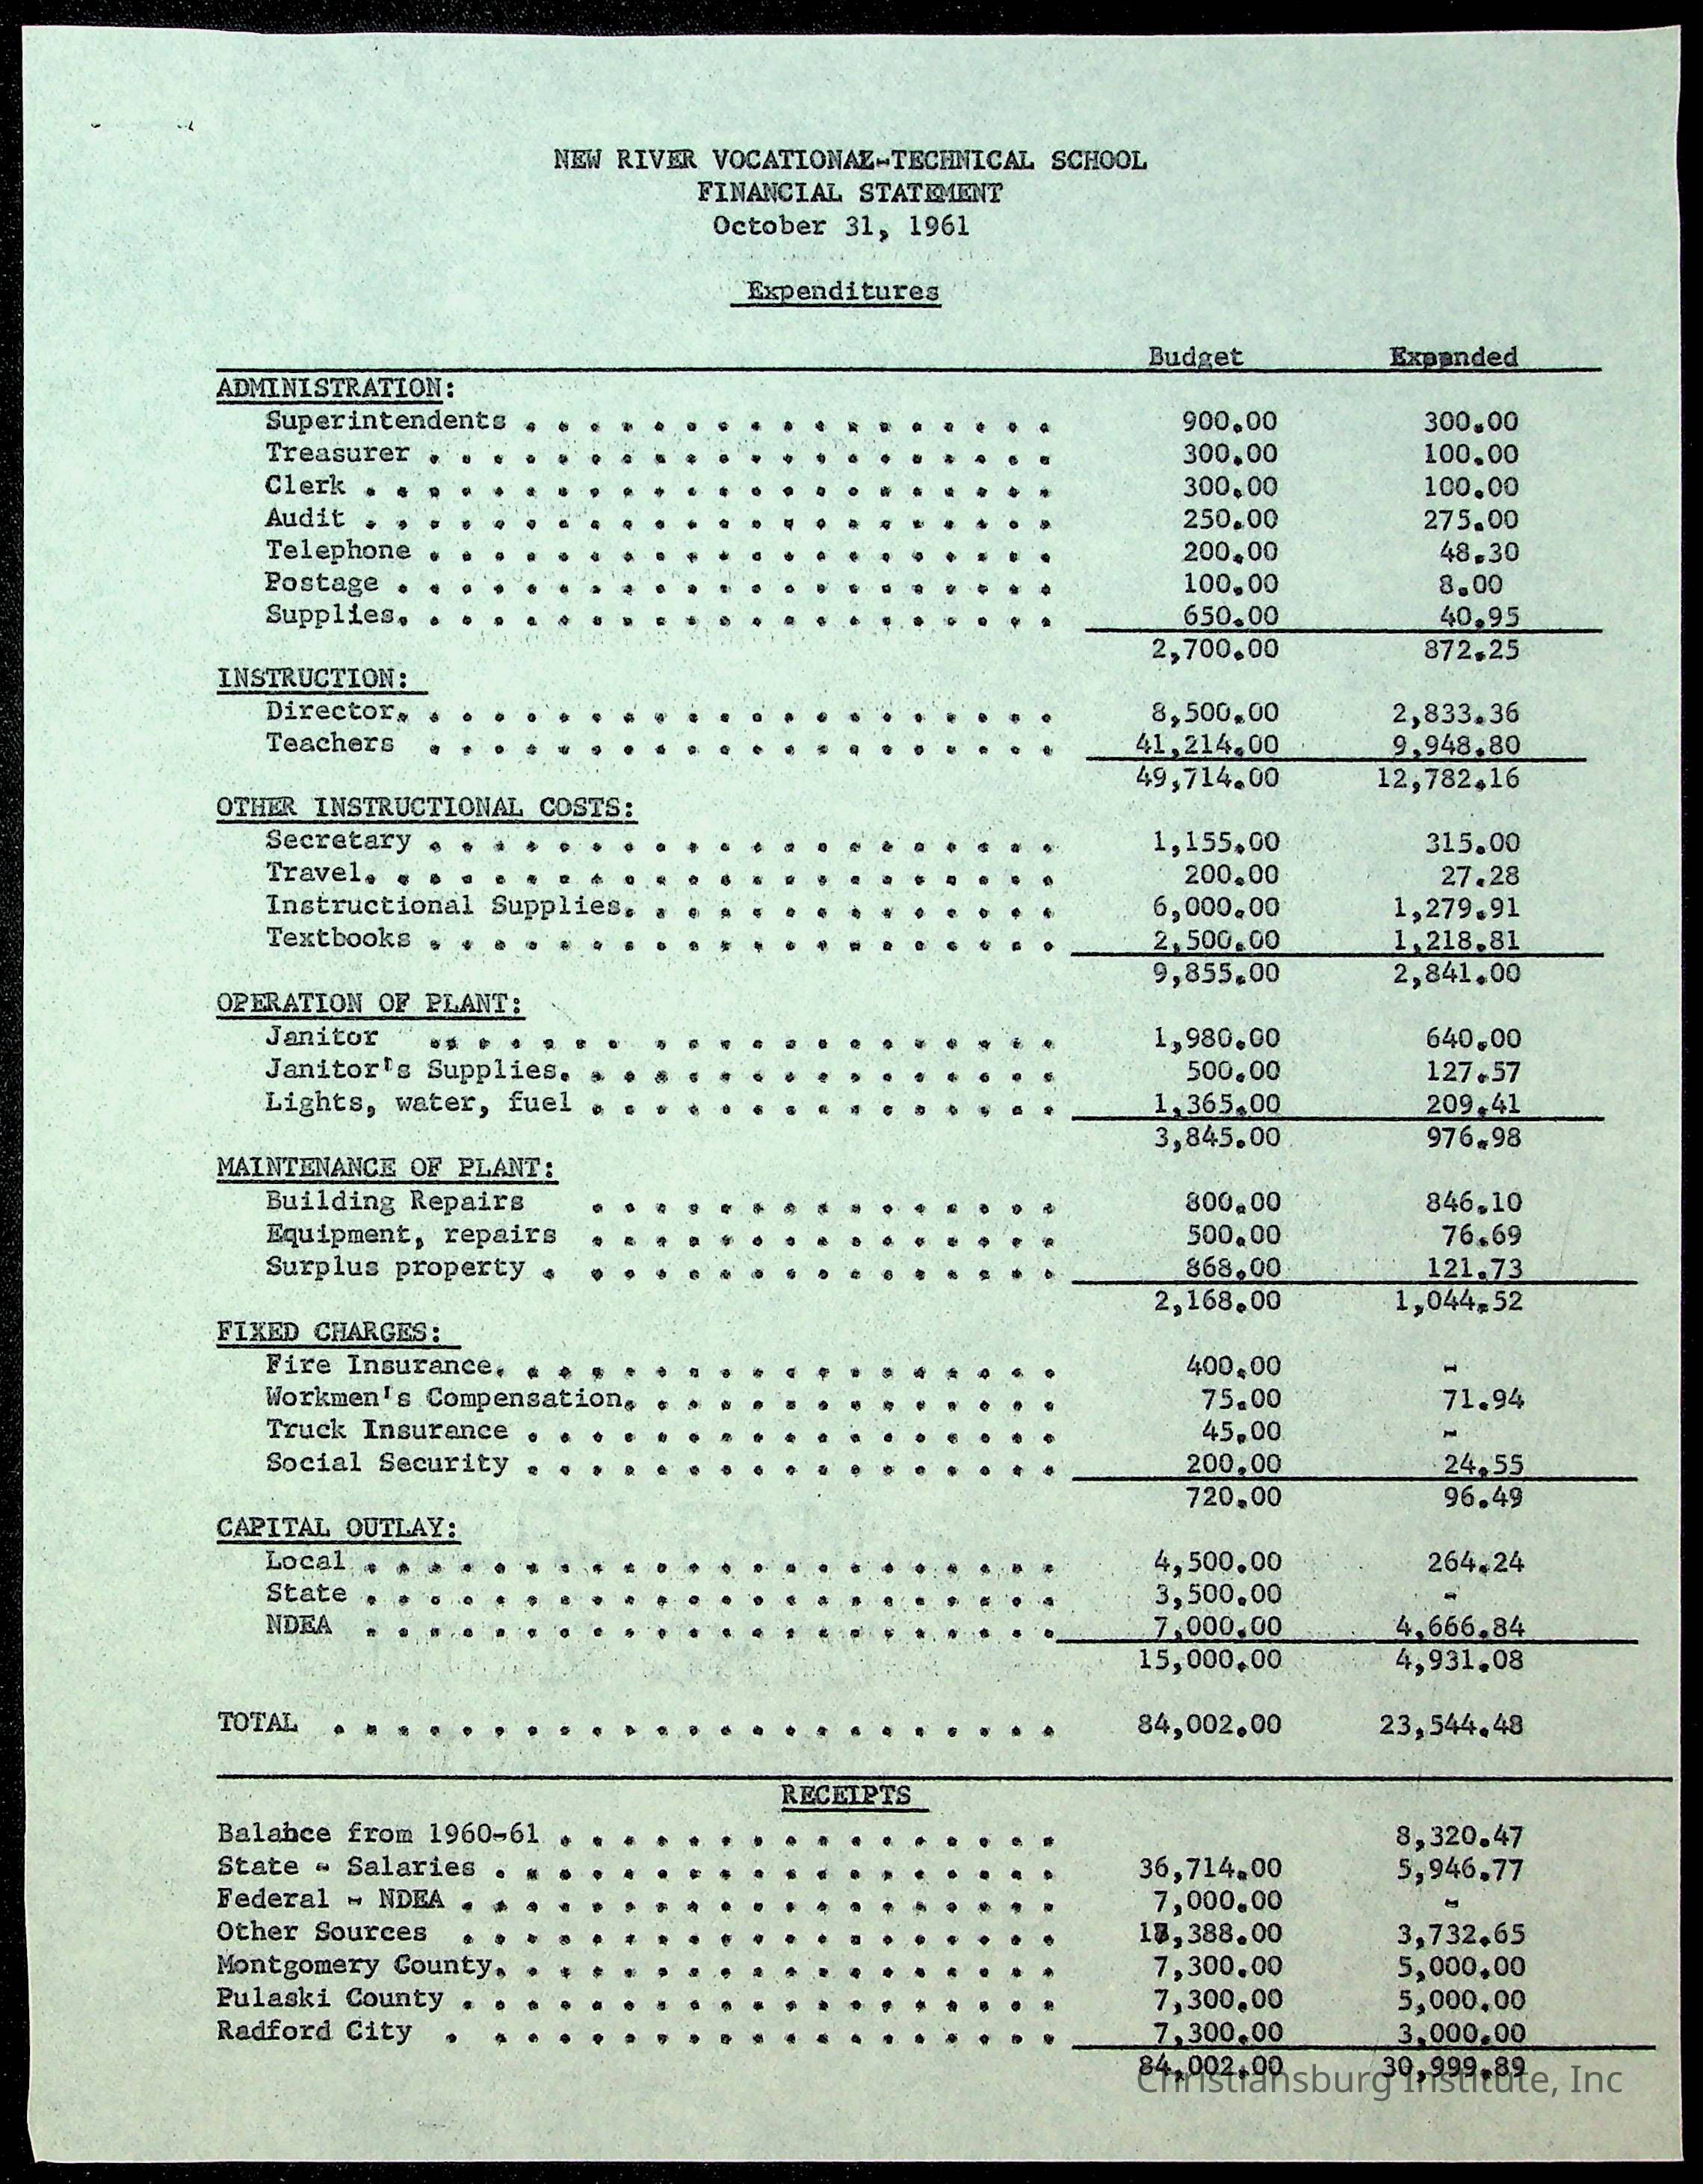 NEW RIVER VOCATIONAL-TECHNICAL SCHOOL
FINANCIAL STATEMENT
October 31, 1961
Expenditures
Budget Expended
ADMINISTRATION:
Superintendents . . . . . . . . . . . . . . . . . 900.00 300.00
Treasurer . . . . . . . . . . . . . . . . . . . . 300.00 100.00
Clerk . . . . . . . . . . . . . . . . . . . . . . 300.00 100.00
Audit . . . . . . . . . . . . . . . . . . . . . . 250.00 275.00
Telephone . . . . . . . . . . . . . . . . . . . . 200.00 48.30
Postage . . . . . . . . . . . . . . . . . . . . . 100.00 8.00
Supplies. . . . . . . . . . . . . . . . . . . . . 650.00 40.95
2,700.00 872.25
INSTRUCTION:
Director. . . . . . . . . . . . . . . . . . . . . 8,500.00 2,833.36
Teachers . . . . . . . . . . . . . . . . . . . . 41,214.00 9,948.80
49,714.00 12,782.16
OTHER INSTRUCTIONAL COSTS:
Secretary . . . . . . . . . . . . . . . . . . . . 1,155.00 315.00
Travel. . . . . . . . . . . . . . . . . . . . . . 200.00 27.28
Instructional Supplies. . . . . . . . . . . . . . 6,000.00 1,279.91
Textbooks . . . . . . . . . . . . . . . . . . . . 2,500.00 1,218.81
9,855.00 2,841.00
OPERATION OF PLANT:
Janitor .. . . . . . . . . . . . . . . . . . . . 1,980.00 640.00
Janitor's Supplies. . . . . . . . . . . . . . . . 500.00 127.57
Lights, water, fuel . . . . . . . . . . . . . . . 1,365.00 209.41
3,845.00 976.98
MAINTENANCE OF PLANT:
Building Repairs . . . . . . . . . . . . . . . 800.00 846.10
Equipment, repairs . . . . . . . . . . . . . . . 500.00 76.69
Surplus property . . . . . . . . . . . . . . . . 868.00 121.73
2,168.00 1,044.52
FIXED CHARGES:
Fire Insurance. . . . . . . . . . . . . . . . . . 400.00 -
Workmen's Compensation. . . . . . . . . . . . . . 75.00 71.94
Truck Insurance . . . . . . . . . . . . . . . . . 45.00 -
Social Security . . . . . . . . . . . . . . . . . 200.00 24.55
720.00 96.49
CAPITAL OUTLAY:
Local . . . . . . . . . . . . . . . . . . . . . . 4,500.00 264.24
State . . . . . . . . . . . . . . . . . . . . . . 3,500.00 -
NDEA . . . . . . . . . . . . . . . . . . . . . . 7,000.00 4,666.84
15,000.00 4,931.08
TOTAL . . . . . . . . . . . . . . . . . . . . . . . 84,002.00 23,544.48
RECEIPTS
Balance from 1960-61 . . . . . . . . . . . . . . . . 8,320.47
State - Salaries . . . . . . . . . . . . . . . . . . 36,714.00 5,946.77
Federal - NDEA . . . . . . . . . . . . . . . . . . . 7,000.00 -
Other Sources . . . . . . . . . . . . . . . . . . . 18,388.00 3,732.65
Montgomery County. . . . . . . . . . . . . . . . . . 7,300.00 5,000.00
Pulaski County . . . . . . . . . . . . . . . . . . . 7,300.00 5,000.00
Radford City . . . . . . . . . . . . . . . . . . . 7,300.00 3,000.00
84,002.00 30,999.89
Christiansburg Institute, Inc